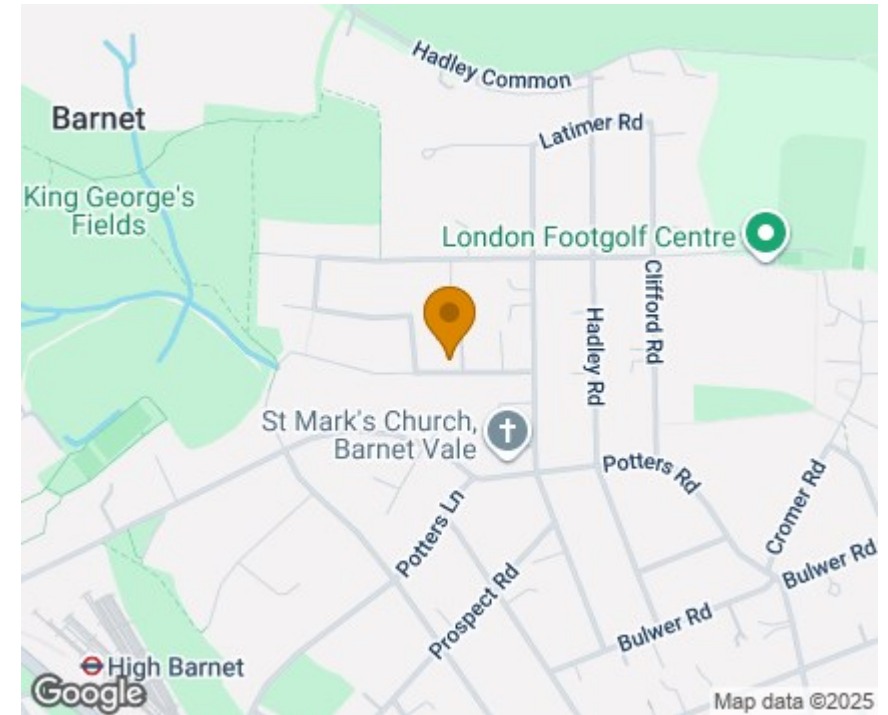 Hadley Common
Barnet
Latimer Rd
King George's
Fields
London Footgolf Centre
Clifford Rd
Hadley Rd
St Mark's Church,
Barnet Vale
Potters Rd
Potters Ln
Cromer Rd
Prospect Rd
Bulwer Rd
Bulwer Rd
High Barnet
Google
Map data ©2025